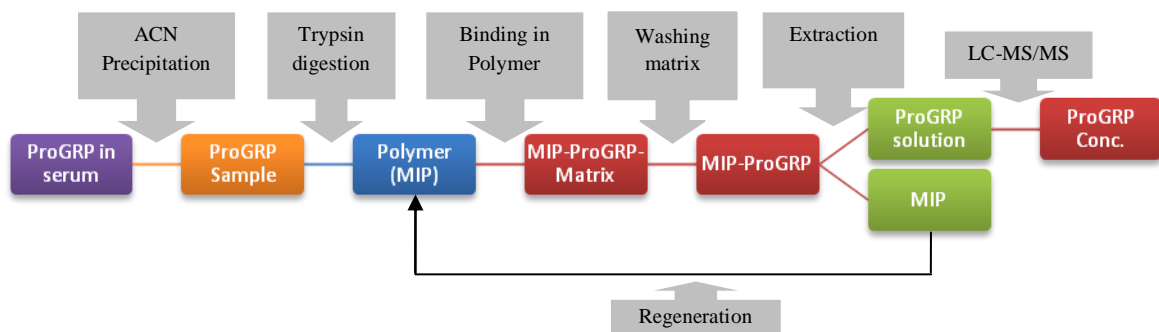 ACN
Precipitation
Trypsin
digestion
Binding in
Polymer
Washing
matrix
Extraction
LC-MS/MS
ProGRP in
serum
ProGRP
Sample
Polymer
(MIP)
MIP-ProGRP-
Matrix
MIP-ProGRP
ProGRP
solution
ProGRP
Conc.
MIP
Regeneration